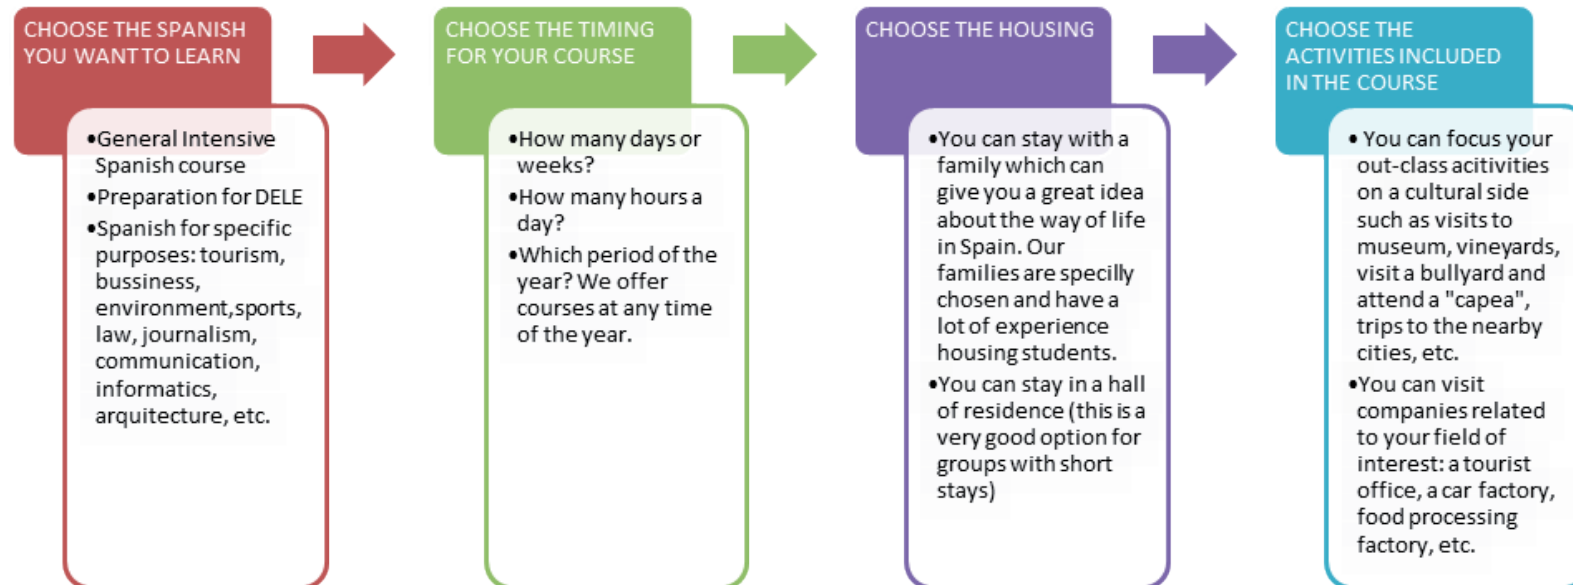 CHOOSE THE SPANISH
YOU WANT TO LEARN
•General Intensive
Spanish course
•Preparation for DELE
•Spanish for specific
purposes: tourism,
bussiness,
environment,sports,
law, journalism,
communication,
informatics,
arquitecture, etc.
CHOOSE THE TIMING
FOR YOUR COURSE
•How many days or
weeks?
•How many hours a
day?
•Which period of the
year? We offer
courses at any time
of the year.
CHOOSE THE HOUSING
•You can stay with a
family which can
give you a great idea
about the way of life
in Spain. Our
families are specilly
chosen and have a
lot of experience
housing students.
•You can stay in a hall
of residence (this is a
very good option for
groups with short
stays)
CHOOSE THE
ACTIVITIES INCLUDED
IN THE COURSE
• You can focus your
out-class acitivities
on a cultural side
such as visits to
museum, vineyards,
visit a bullyard and
attend a "capea",
trips to the nearby
cities, etc.
•You can visit
companies related
to your field of
interest: a tourist
office, a car factory,
food processing
factory, etc.